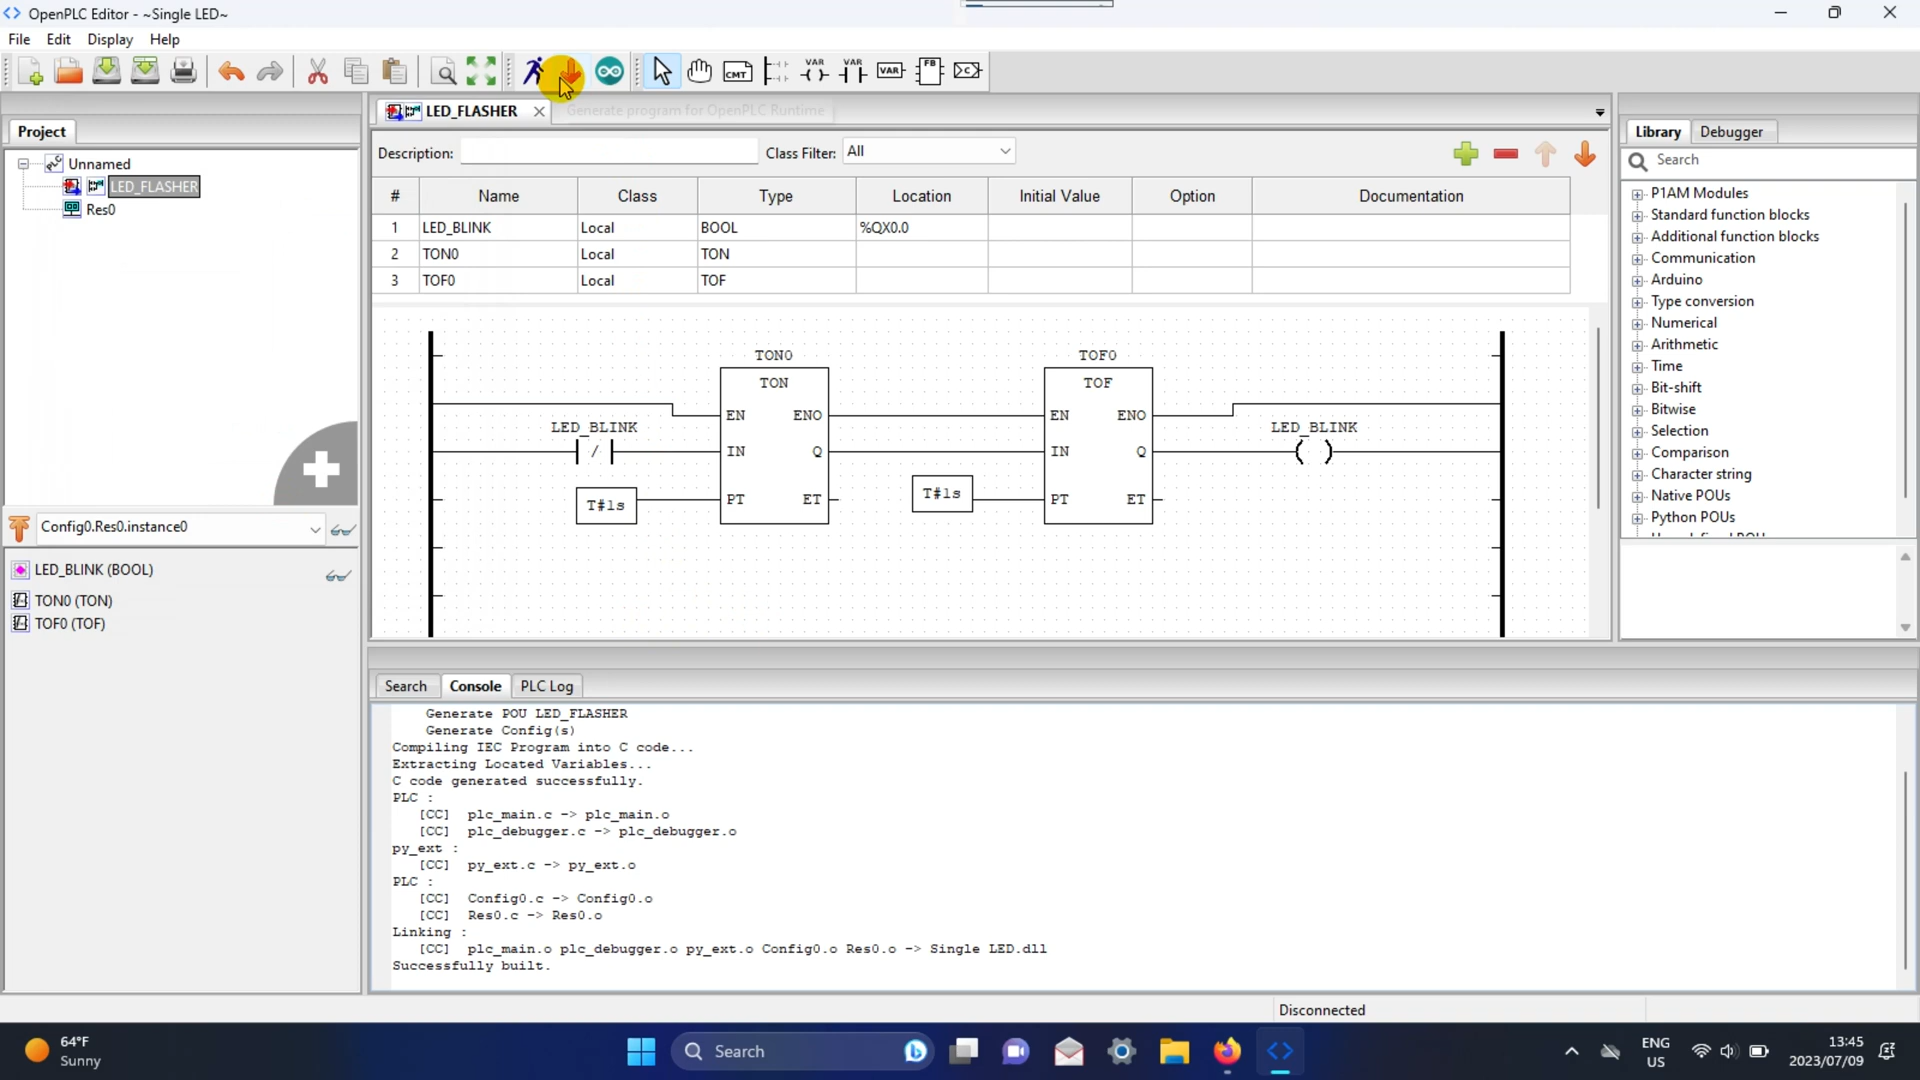 OpenPLC Editor - ~Single LED~
File Edit Display Help
CMT VAR VAR VAR FB >C<
Project
LED_FLASHER
Generate program for OpenPLC Runtime
Unnamed
LED_FLASHER
Res0
Description: Class Filter: All
# Name Class Type Location Initial Value Option Documentation
1 LED_BLINK Local BOOL %QX0.0
2 TON0 Local TON
3 TOF0 Local TOF
TON0 TOF0
TON TOF
EN ENO EN ENO
LED_BLINK LED_BLINK
/ IN Q IN Q ( )
T#1s PT ET T#1s PT ET
Library Debugger
Search
P1AM Modules
Standard function blocks
Additional function blocks
Communication
Arduino
Type conversion
Numerical
Arithmetic
Time
Bit-shift
Bitwise
Selection
Comparison
Character string
Native POUs
Python POUs
Config0.Res0.instance0
LED_BLINK (BOOL)
TON0 (TON)
TOF0 (TOF)
Search Console PLC Log
Generate POU LED_FLASHER
Generate Config(s)
Compiling IEC Program into C code...
Extracting Located Variables...
C code generated successfully.
PLC :
[CC] plc_main.c -> plc_main.o
[CC] plc_debugger.c -> plc_debugger.o
py_ext :
[CC] py_ext.c -> py_ext.o
PLC :
[CC] Config0.c -> Config0.o
[CC] Res0.c -> Res0.o
Linking :
[CC] plc_main.o plc_debugger.o py_ext.o Config0.o Res0.o -> Single LED.dll
Successfully built.
Disconnected
64°F
Sunny
Search
ENG
US
13:45
2023/07/09